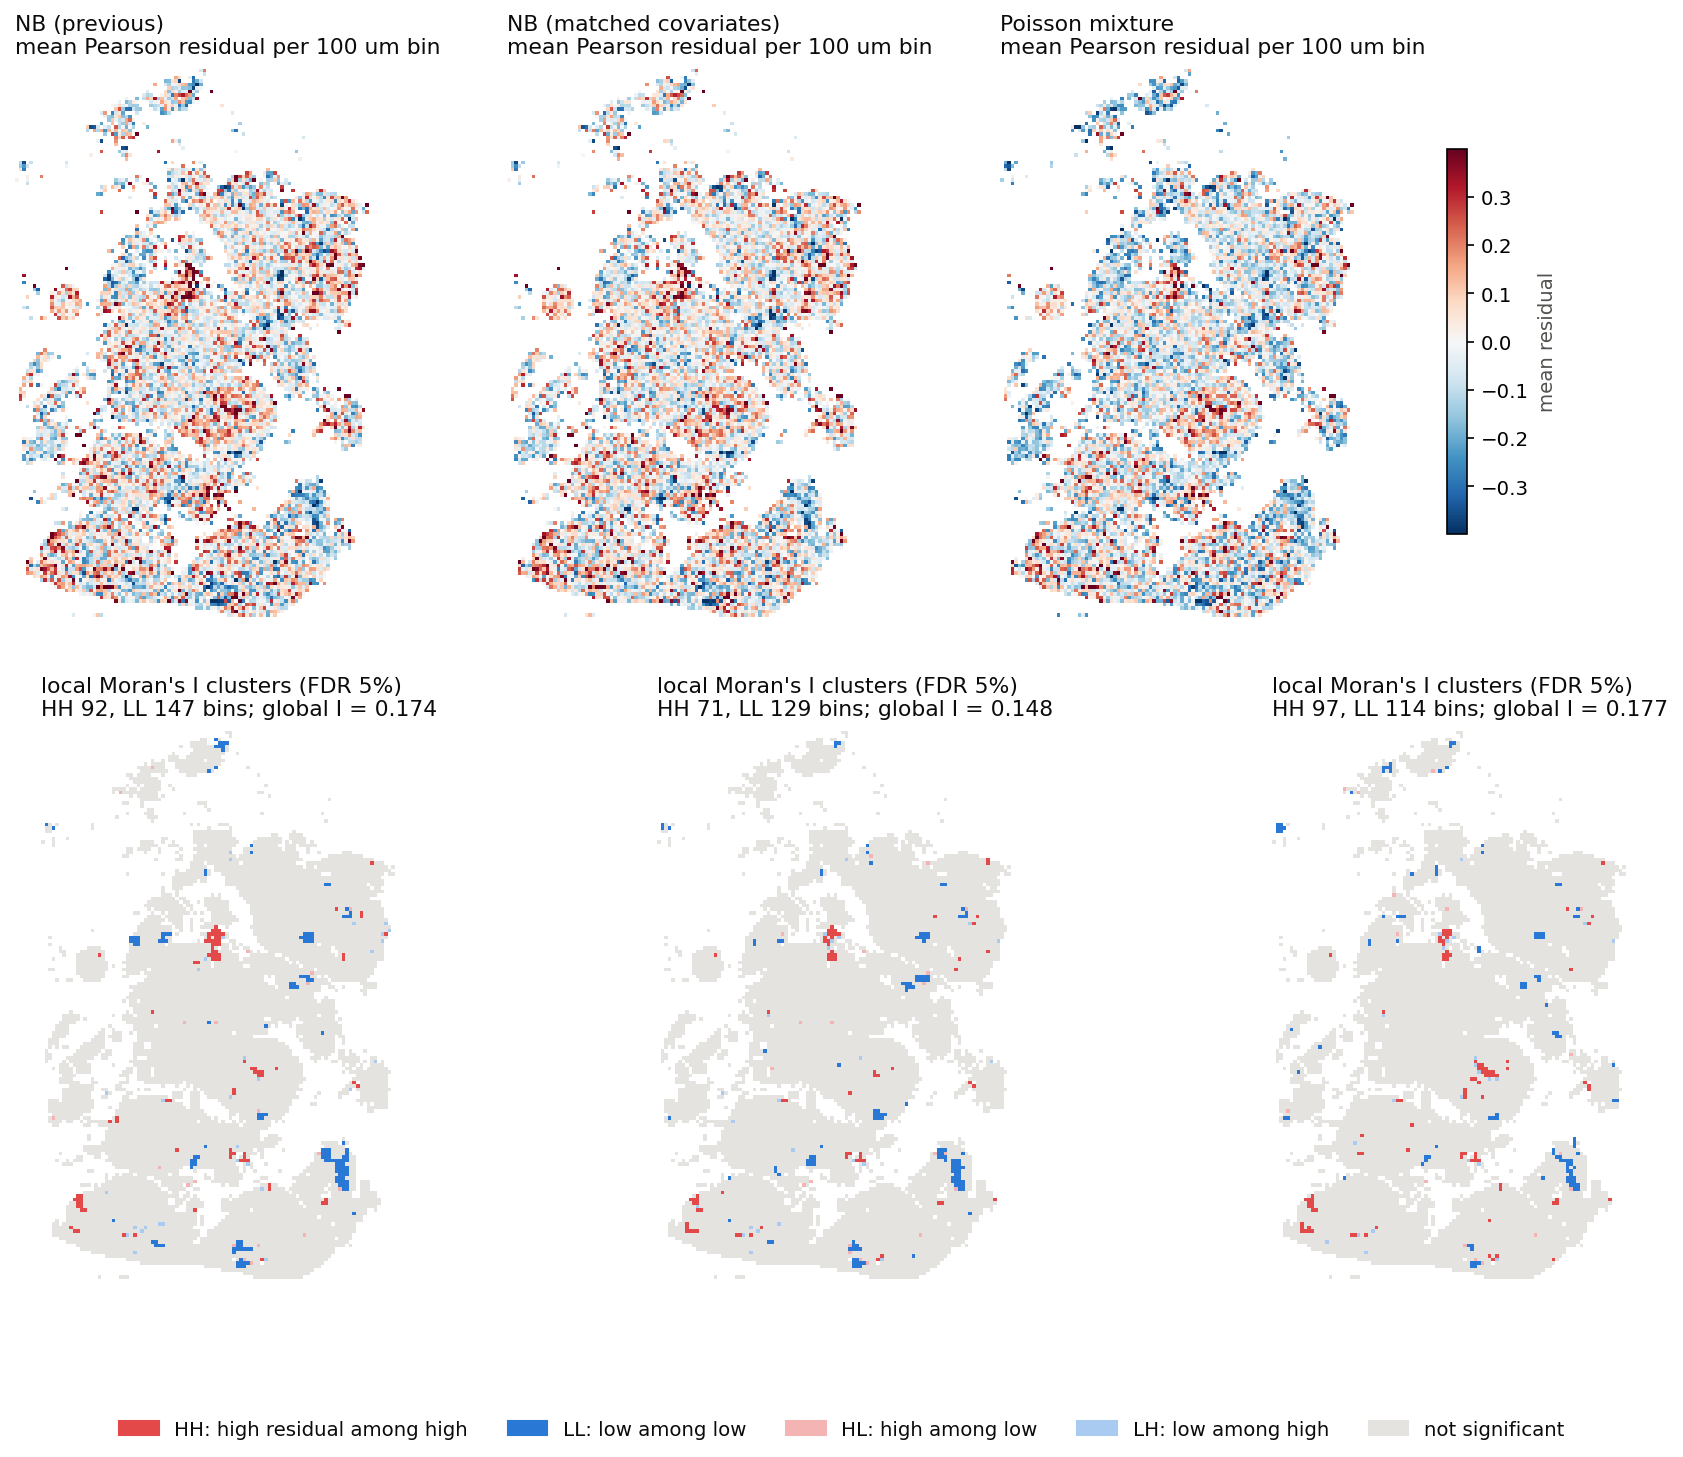 NB (previous)
mean Pearson residual per 100 um bin
NB (matched covariates)
mean Pearson residual per 100 um bin
Poisson mixture
mean Pearson residual per 100 um bin
0.3
0.2
0.1
0.0
−0.1
−0.2
−0.3
mean residual
local Moran's I clusters (FDR 5%)
HH 92, LL 147 bins; global I = 0.174
local Moran's I clusters (FDR 5%)
HH 71, LL 129 bins; global I = 0.148
local Moran's I clusters (FDR 5%)
HH 97, LL 114 bins; global I = 0.177
HH: high residual among high
LL: low among low
HL: high among low
LH: low among high
not significant